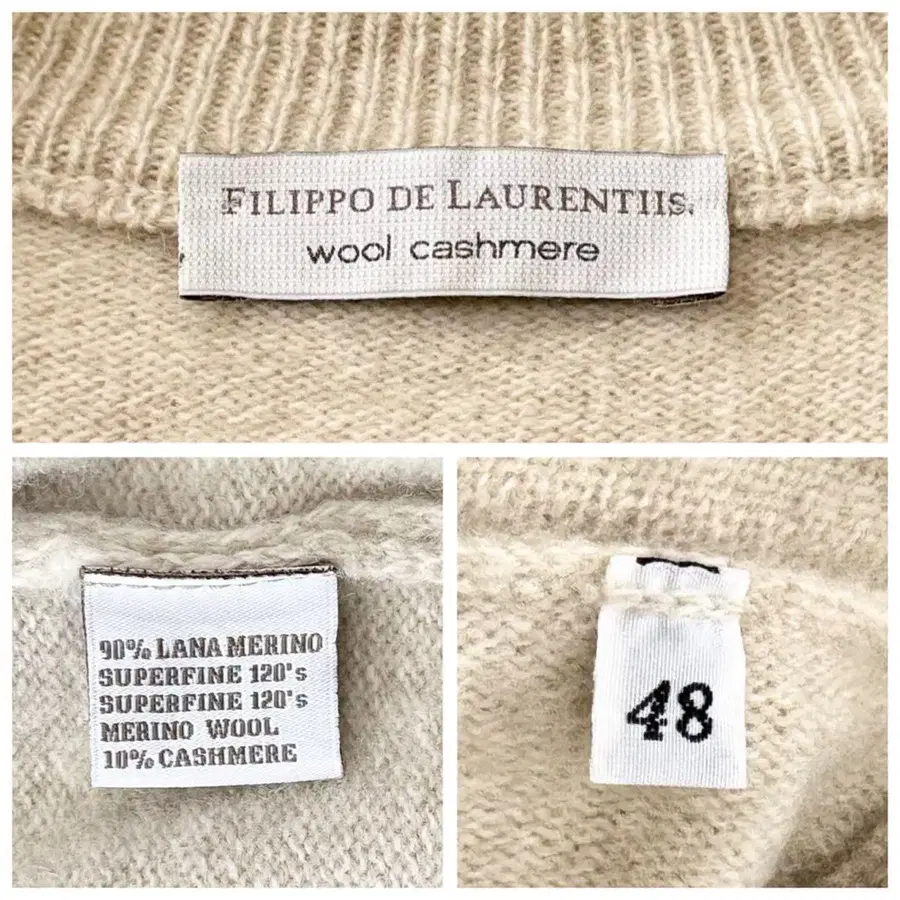 FILIPPO DE LAURENTIIS.
wool cashmere
90% LANA MERINO
SUPERFINE 120's
SUPERFINE 120's
MERINO WOOL
10% CASHMERE
48